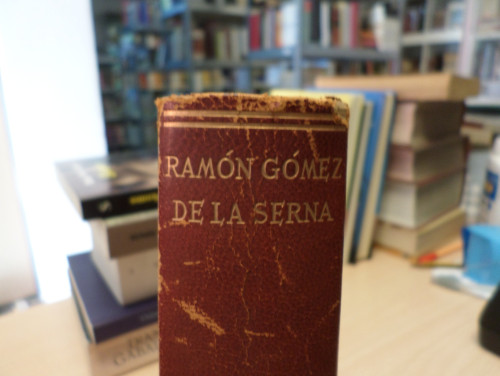 RAMÓN GÓMEZ
DE LA SERNA